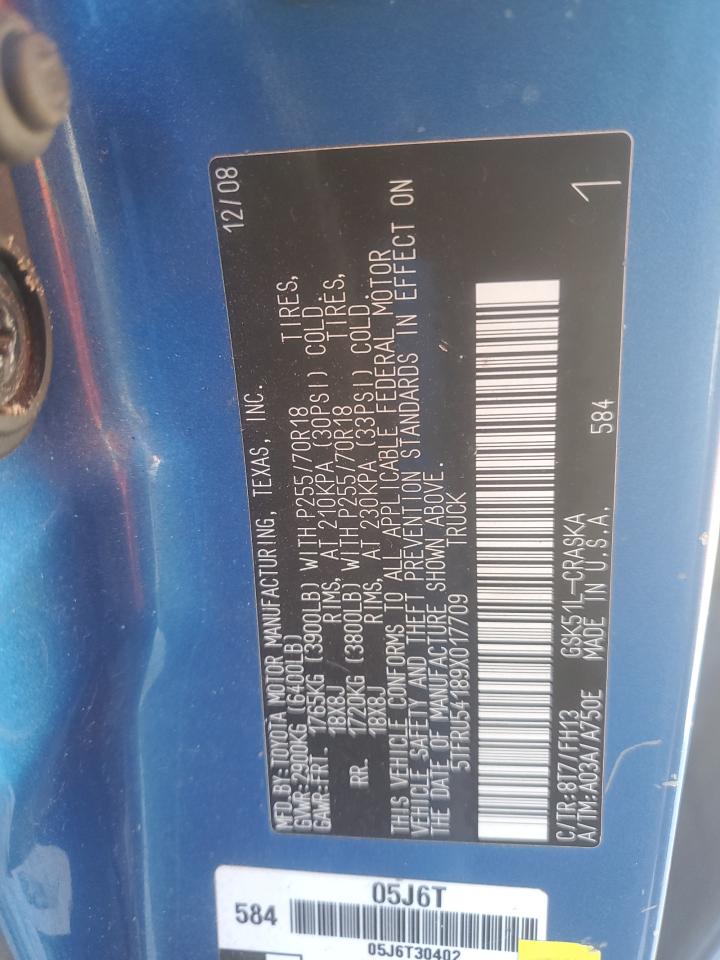 MFD.BY:TOYOTA MOTOR MANUFACTURING, TEXAS, INC. 12/08
GVWR:2900KG (6400LB)
GAWR:FRT. 1765KG (3900LB) WITH P255/70R18 TIRES,
18X8J RIMS, AT 210KPA (30PSI) COLD.
RR. 1720KG (3800LB) WITH P255/70R18 TIRES,
18X8J RIMS, AT 230KPA (33PSI) COLD.
THIS VEHICLE CONFORMS TO ALL APPLICABLE FEDERAL MOTOR
VEHICLE SAFETY AND THEFT PREVENTION STANDARDS IN EFFECT ON
THE DATE OF MANUFACTURE SHOWN ABOVE.
5TFRU54189X017709 TRUCK
C/TR:8T7/FH13 GSK51L-CRASKA 584 1
A/TM:A03A/A750E MADE IN U.S.A.
05J6T
584
05J6T30402